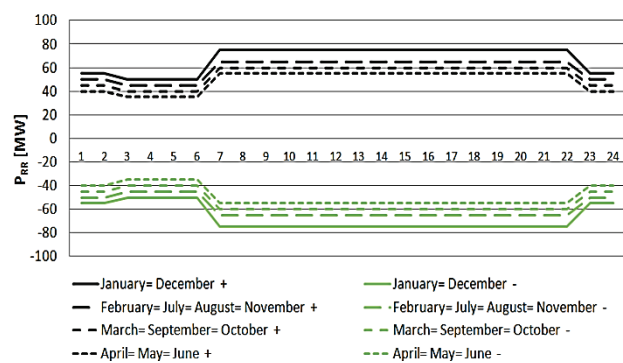 100
80
60
40
20
0
-20
-40
-60
-80
-100
P_RR [MW]
1 2 3 4 5 6 7 8 9 10 11 12 13 14 15 16 17 18 19 20 21 22 23 24
January= December + January= December -
February= July= August= November + February= July= August= November -
March= September= October + March= September= October -
April= May= June + April= May= June -